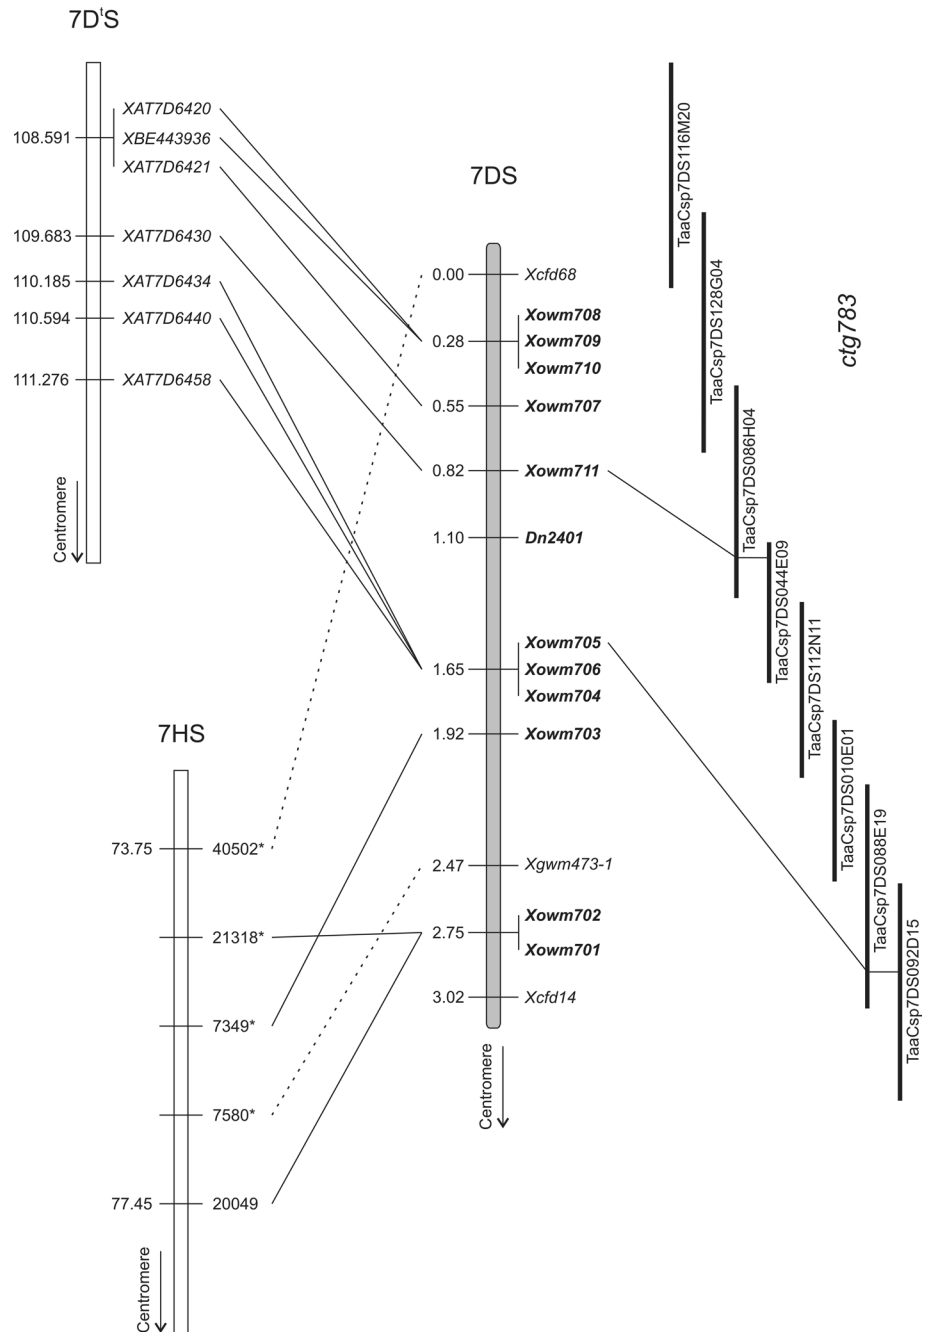 7DᵗS
XAT7D6420
108.591 XBE443936
XAT7D6421
109.683 XAT7D6430
110.185 XAT7D6434
110.594 XAT7D6440
111.276 XAT7D6458
Centromere
7HS
73.75 40502*
21318*
7349*
7580*
77.45 20049
Centromere
7DS
0.00 Xcfd68
Xowm708
0.28 Xowm709
Xowm710
0.55 Xowm707
0.82 Xowm711
1.10 Dn2401
Xowm705
1.65 Xowm706
Xowm704
1.92 Xowm703
2.47 Xgwm473-1
Xowm702
2.75
Xowm701
3.02 Xcfd14
Centromere
TaaCsp7DS116M20
TaaCsp7DS128G04
TaaCsp7DS086H04
TaaCsp7DS044E09
TaaCsp7DS112N11
TaaCsp7DS010E01
TaaCsp7DS088E19
TaaCsp7DS092D15
ctg783